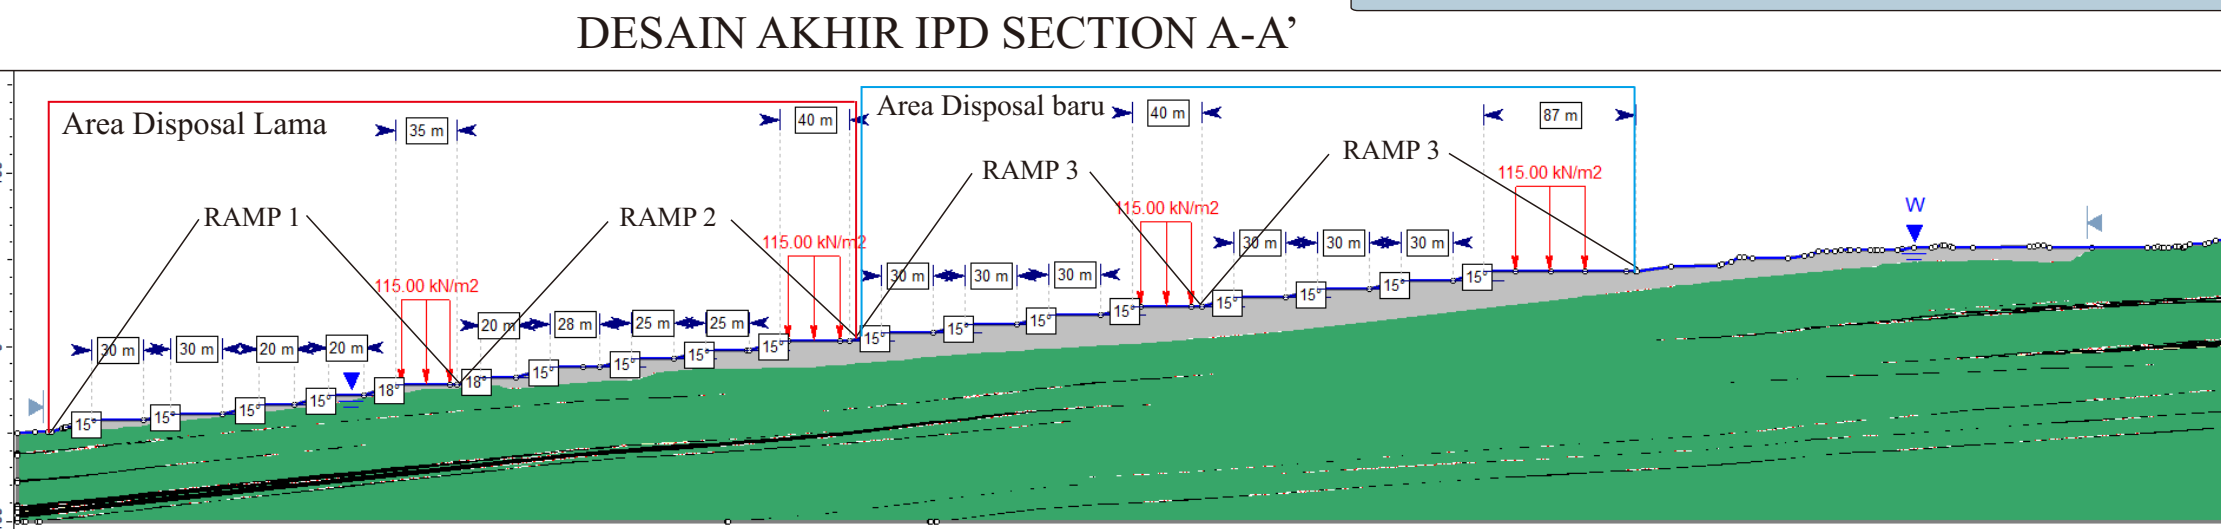 DESAIN AKHIR IPD SECTION A-A’
Area Disposal Lama
35 m
40 m
Area Disposal baru
40 m
87 m
RAMP 1
RAMP 2
RAMP 3
RAMP 3
115.00 kN/m2
115.00 kN/m2
115.00 kN/m2
115.00 kN/m2
W
30 m
30 m
20 m
20 m
20 m
28 m
25 m
25 m
30 m
30 m
30 m
30 m
30 m
30 m
15°
15°
15°
15°
18°
18°
15°
15°
15°
15°
15°
15°
15°
15°
15°
15°
15°
15°